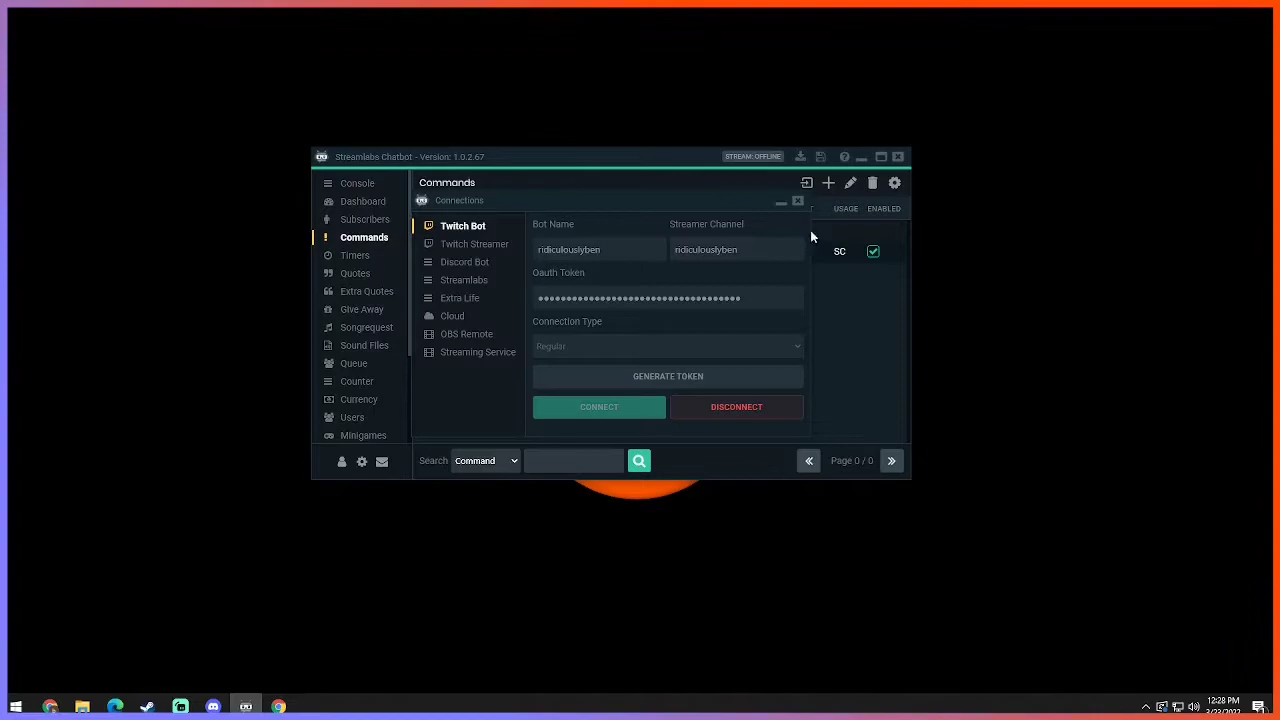 Streamlabs Chatbot - Version: 1.0.2.67
STREAM: OFFLINE
Console
Dashboard
Subscribers
Commands
Timers
Quotes
Extra Quotes
Give Away
Songrequest
Sound Files
Queue
Counter
Currency
Users
Minigames
Commands
USAGE
ENABLED
SC
Connections
Twitch Bot
Twitch Streamer
Discord Bot
Streamlabs
Extra Life
Cloud
OBS Remote
Streaming Service
Bot Name
Streamer Channel
ridiculouslyben
ridiculouslyben
Oauth Token
Connection Type
Regular
GENERATE TOKEN
CONNECT
DISCONNECT
Search
Command
Page 0 / 0
12:28 PM
3/23/2022